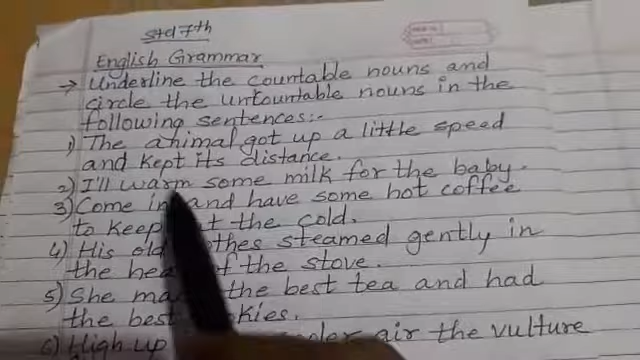 Std 7th
English Grammar
→ Underline the countable nouns and
circle the untountable nouns in the
following sentences:-
1) The animal got up a little speed
and kept its distance.
2) I'll warm some milk for the baby.
3) Come in and have some hot coffee
to keep the cold.
4) His old steamed gently in
the of the stove.
5) She the best tea and had
the best
6) High up air the vulture